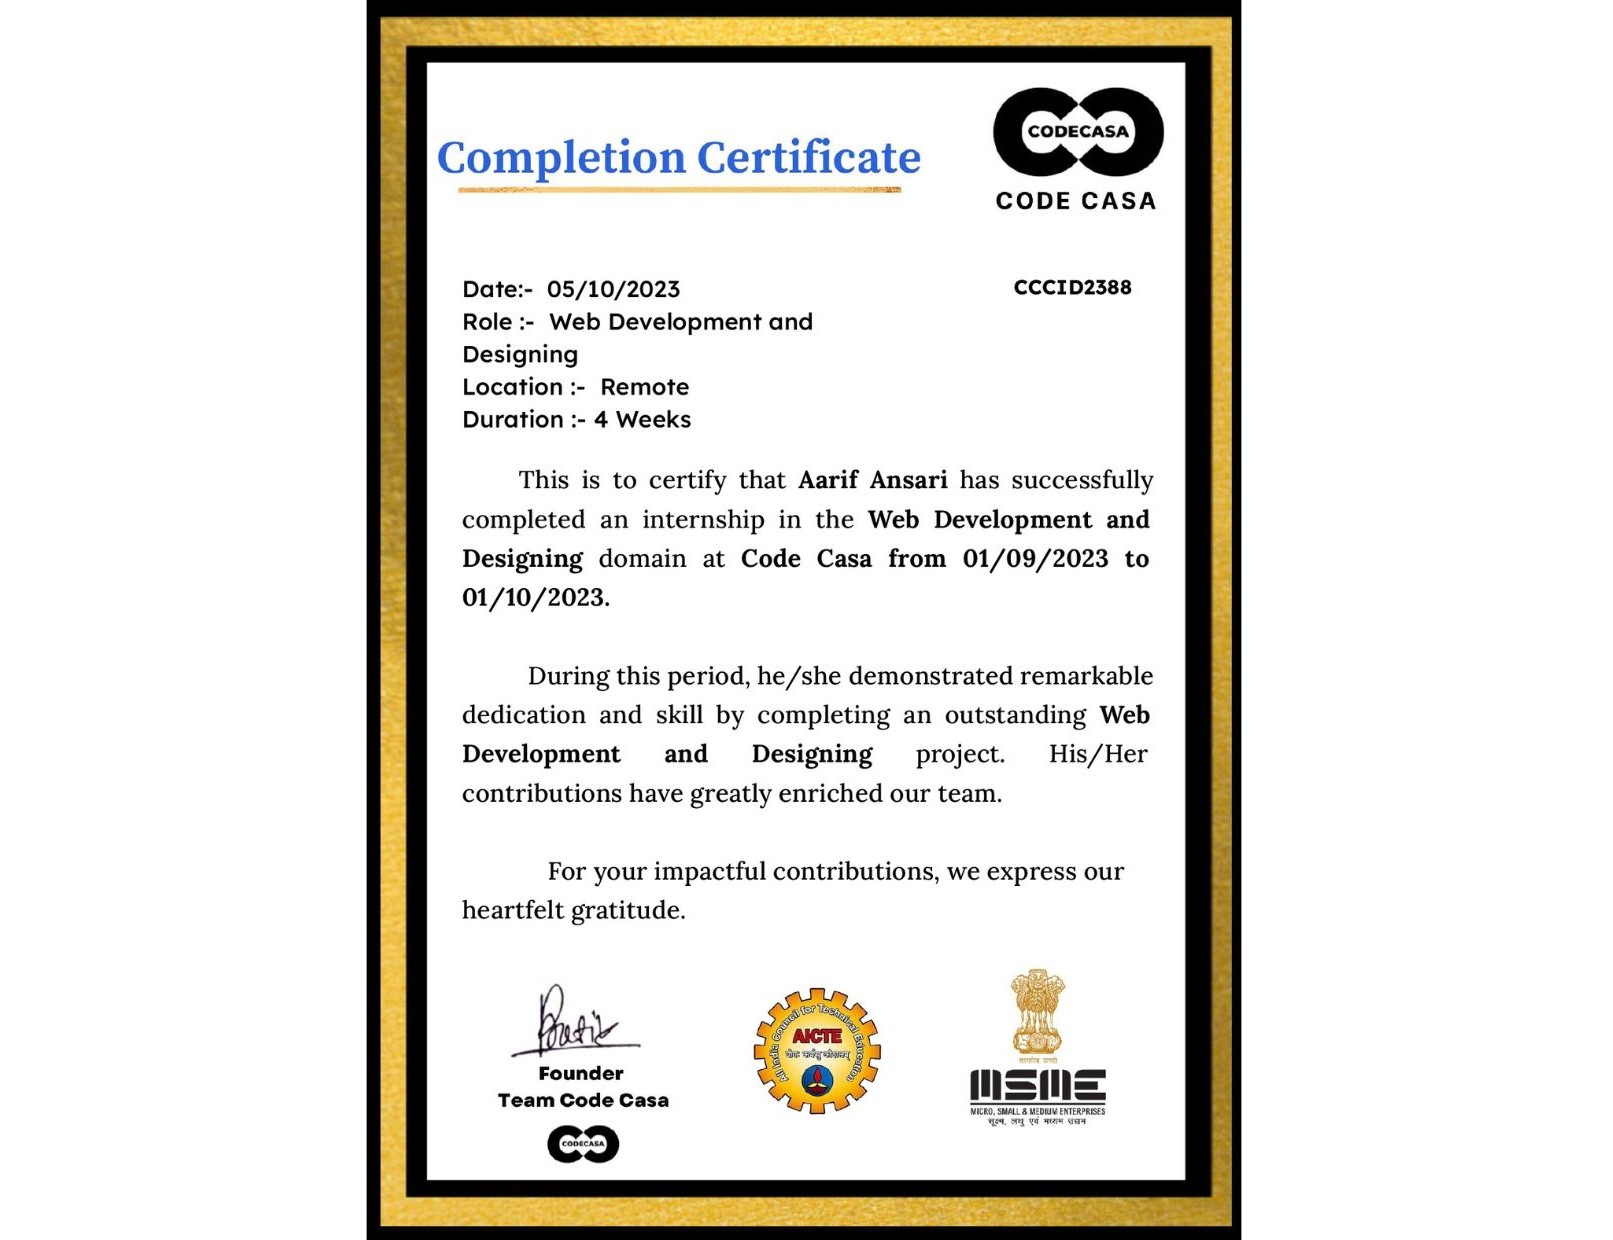 CODECASA
Completion Certificate
CODE CASA
Date:- 05/10/2023
CCCID2388
Role :- Web Development and
Designing
Location :- Remote
Duration :- 4 Weeks
This is to certify that Aarif Ansari has successfully
completed an internship in the Web Development and
Designing domain at Code Casa from 01/09/2023 to
01/10/2023.
During this period, he/she demonstrated remarkable
dedication and skill by completing an outstanding Web
Development and Designing project. His/Her
contributions have greatly enriched our team.
For your impactful contributions, we express our
heartfelt gratitude.
Founder
Team Code Casa
CODECASA
All India Council for Technical Education
AICTE
योगः कर्मसु कौशलम्
सत्यमेव जयते
MSME
MICRO, SMALL & MEDIUM ENTERPRISES
सूक्ष्म, लघु एवं मध्यम उद्यम